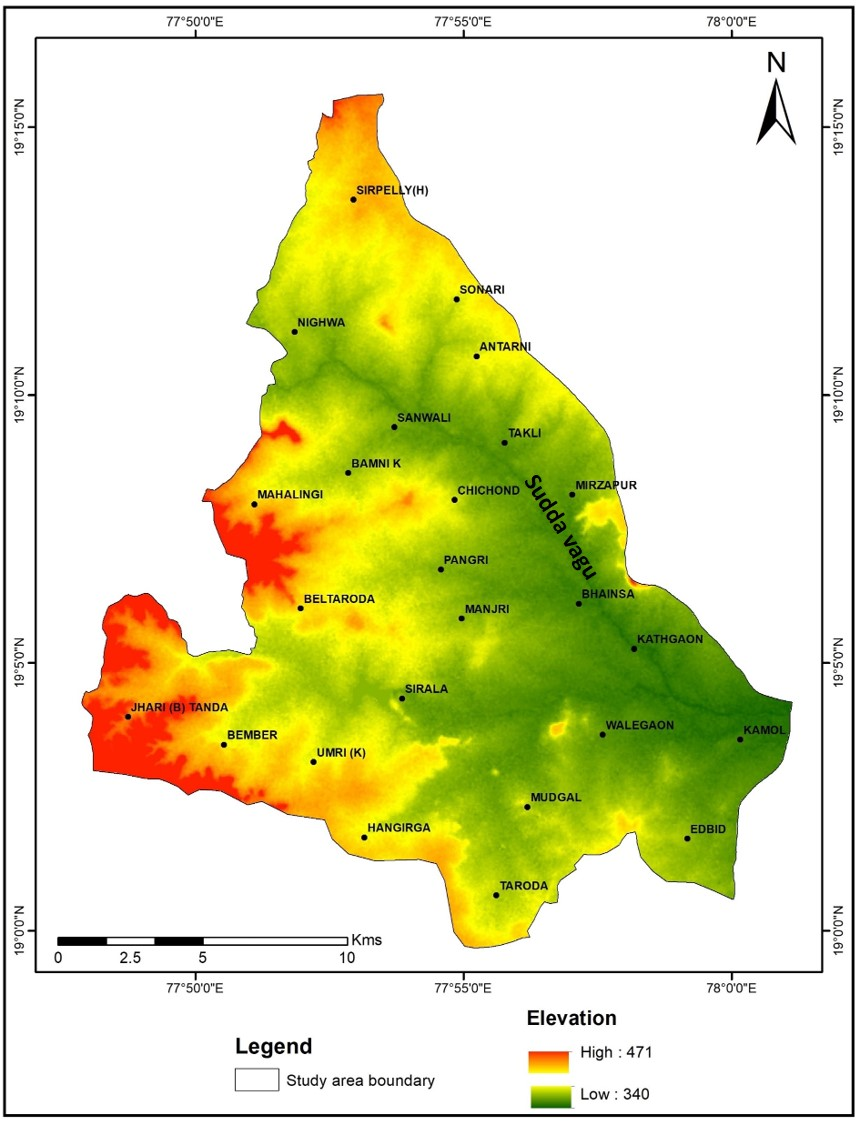 77°50'0"E
77°55'0"E
78°0'0"E
N
19°15'0"N
19°15'0"N
SIRPELLY(H)
SONARI
NIGHWA
ANTARNI
19°10'0"N
19°10'0"N
SANWALI
TAKLI
BAMNI K
MAHALINGI
CHICHOND
MIRZAPUR
Sudda vagu
PANGRI
BELTARODA
BHAINSA
MANJRI
KATHGAON
19°5'0"N
19°5'0"N
SIRALA
JHARI (B) TANDA
BEMBER
WALEGAON
KAMOL
UMRI (K)
MUDGAL
HANGIRGA
EDBID
TARODA
19°0'0"N
19°0'0"N
Kms
0 2.5 5 10
77°50'0"E
77°55'0"E
78°0'0"E
Legend
Study area boundary
Elevation
High : 471
Low : 340